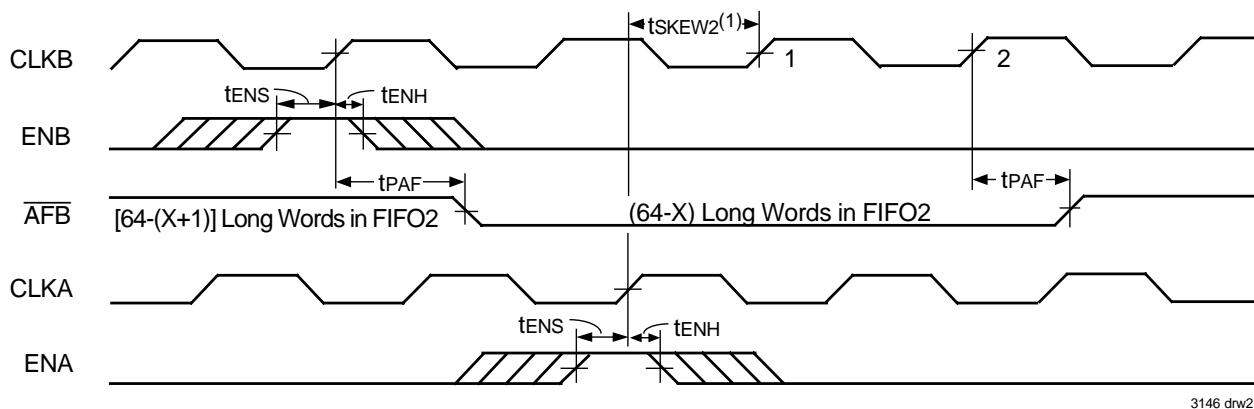 tSKEW2(1)
CLKB
1
2
tENS
tENH
ENB
tPAF
tPAF
AFB
[64-(X+1)] Long Words in FIFO2
(64-X) Long Words in FIFO2
CLKA
tENS
tENH
ENA
3146 drw2